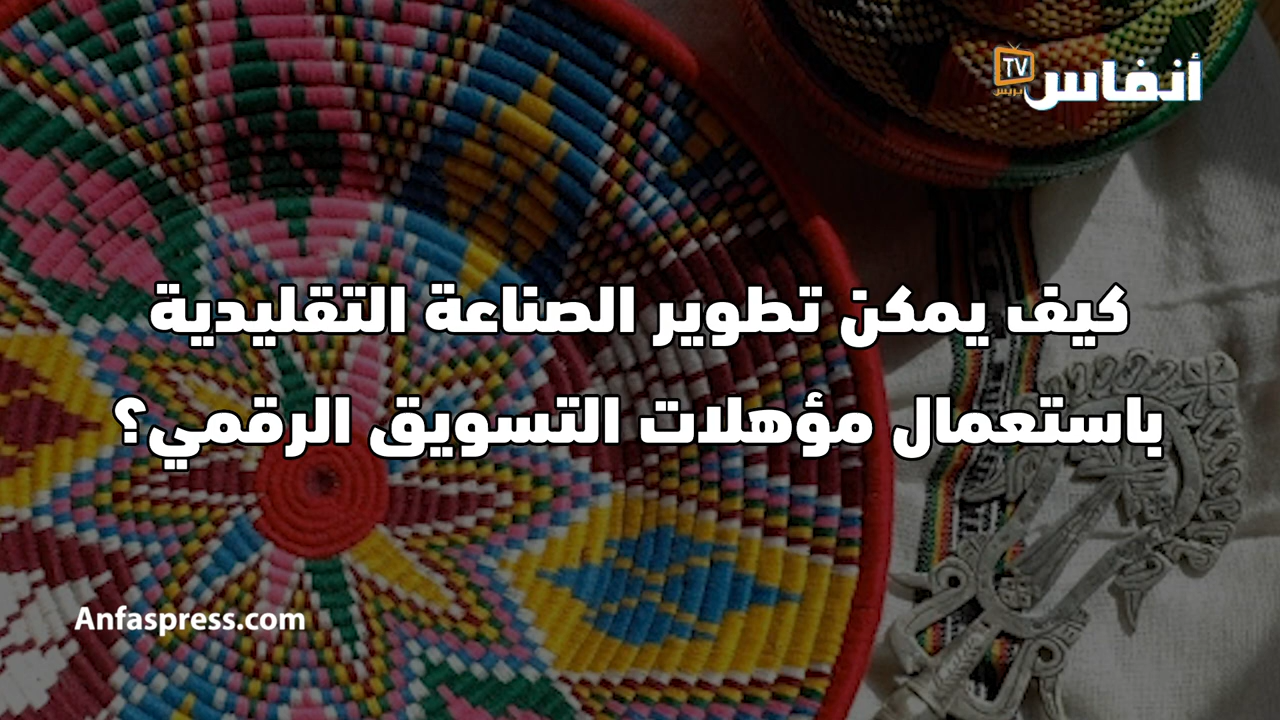 أنفاس
TV
بريس
كيف يمكن تطوير الصناعة التقليدية
باستعمال مؤهلات التسويق الرقمي؟
Anfaspress.com